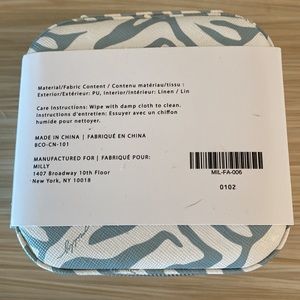 Material/Fabric Content / Contenu matériau/tissu :
Exterior/Extérieur: PU, Interior/Intérieur: Linen / Lin
Care Instructions: Wipe with damp cloth to clean.
Instructions d'entretien: Essuyer avec un chiffon
humide pour nettoyer.
MADE IN CHINA | FABRIQUÉ EN CHINA
BCO-CN-101
MANUFACTURED FOR | FABRIQUÉ POUR:
MILLY
1407 Broadway 10th Floor
New York, NY 10018
MIL-FA-006
0102